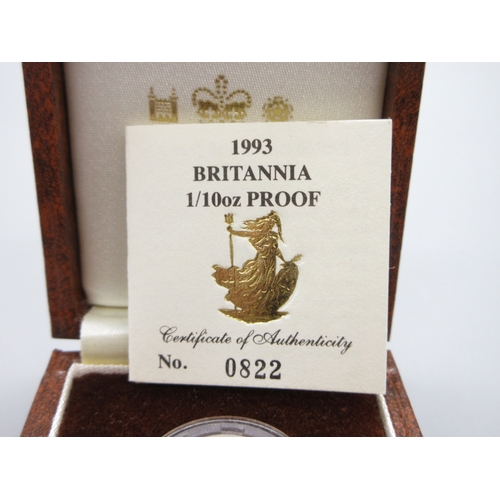 1993
BRITANNIA
1/10oz PROOF
Certificate of Authenticity
No. 0822